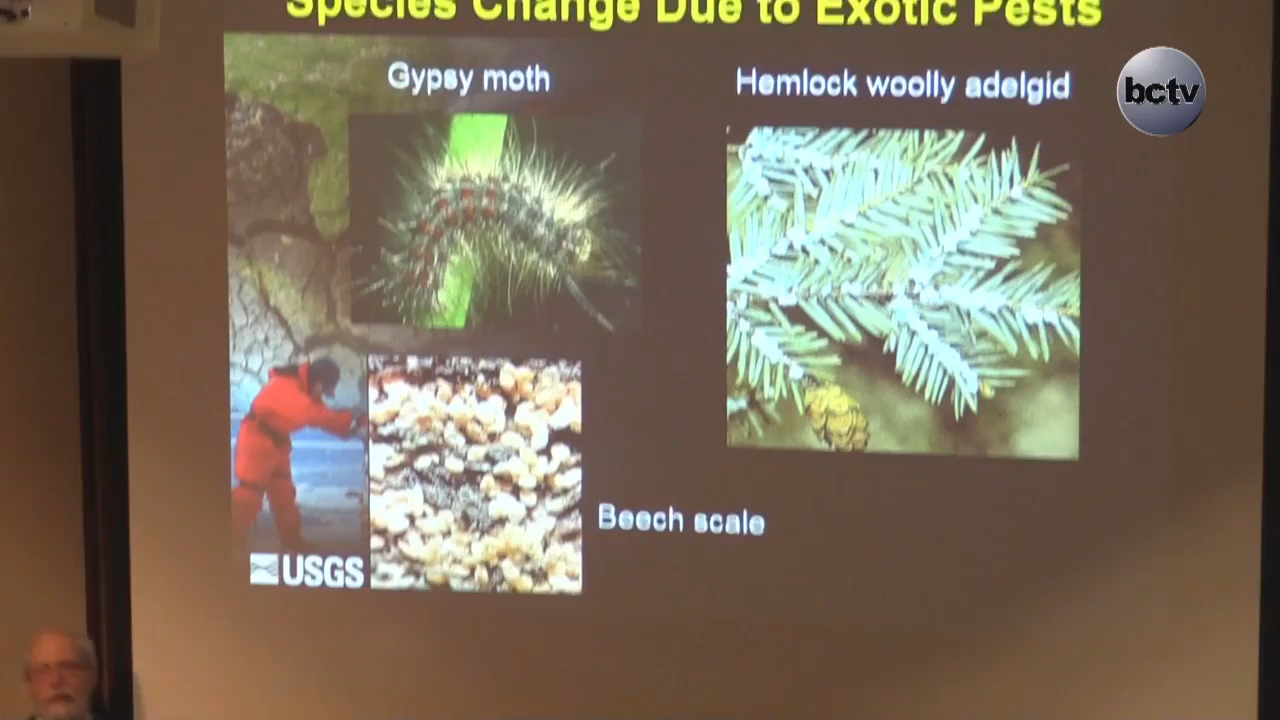 Species Change Due to Exotic Pests
Gypsy moth
Hemlock woolly adelgid
bctv
Beech scale
USGS